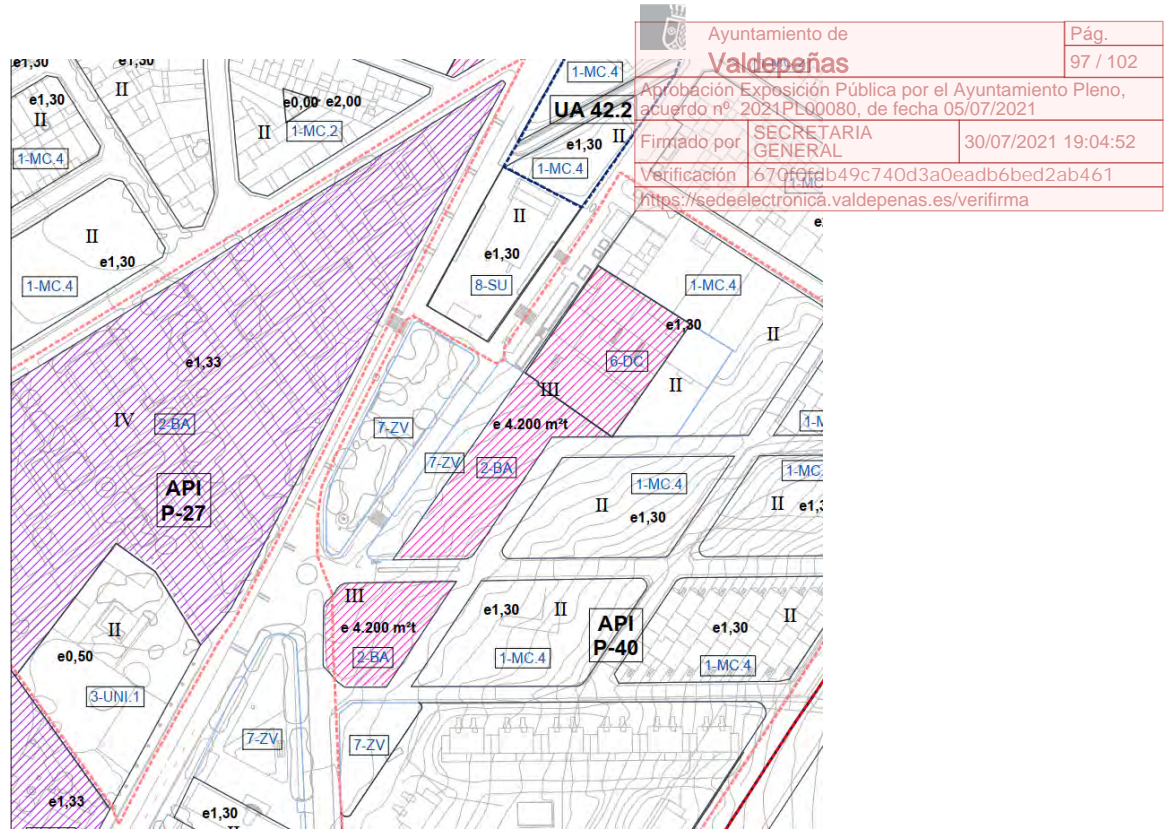 Ayuntamiento de
Valdepeñas
Pág.
97 / 102
Aprobación Exposición Pública por el Ayuntamiento Pleno,
acuerdo nº. 2021PL00080, de fecha 05/07/2021
Firmado por
SECRETARIA
GENERAL
30/07/2021 19:04:52
Verificación
670f0fdb49c740d3a0eadb6bed2ab461
https://sedeelectronica.valdepenas.es/verifirma
e1,30
e1,30
II
e1,30
II
1-MC.4
e0,00
e2,00
II
1-MC.2
1-MC.4
UA 42.2
II
e1,30
1-MC.4
II
e1,30
1-MC.4
II
e1,30
8-SU
1-MC.4
e1,30
II
6-DC
II
e1,33
IV
2-BA
API
P-27
III
e 4.200 m²t
7-ZV
7-ZV
2-BA
1-MC.4
II
e1,30
II
III
e 4.200 m²t
2-BA
e1,30
II
1-MC.4
API
P-40
e1,30
II
1-MC.4
II
e0,50
3-UNI.1
7-ZV
7-ZV
e1,33
e1,30
II